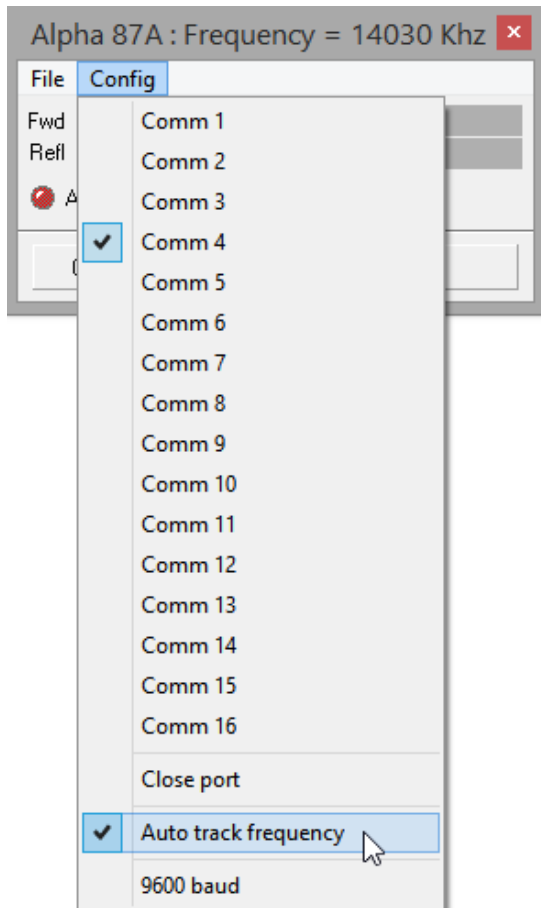 Alpha 87A : Frequency = 14030 Khz
File Config
Fwd
Refl
Comm 1
Comm 2
Comm 3
Comm 4
Comm 5
Comm 6
Comm 7
Comm 8
Comm 9
Comm 10
Comm 11
Comm 12
Comm 13
Comm 14
Comm 15
Comm 16
Close port
Auto track frequency
9600 baud